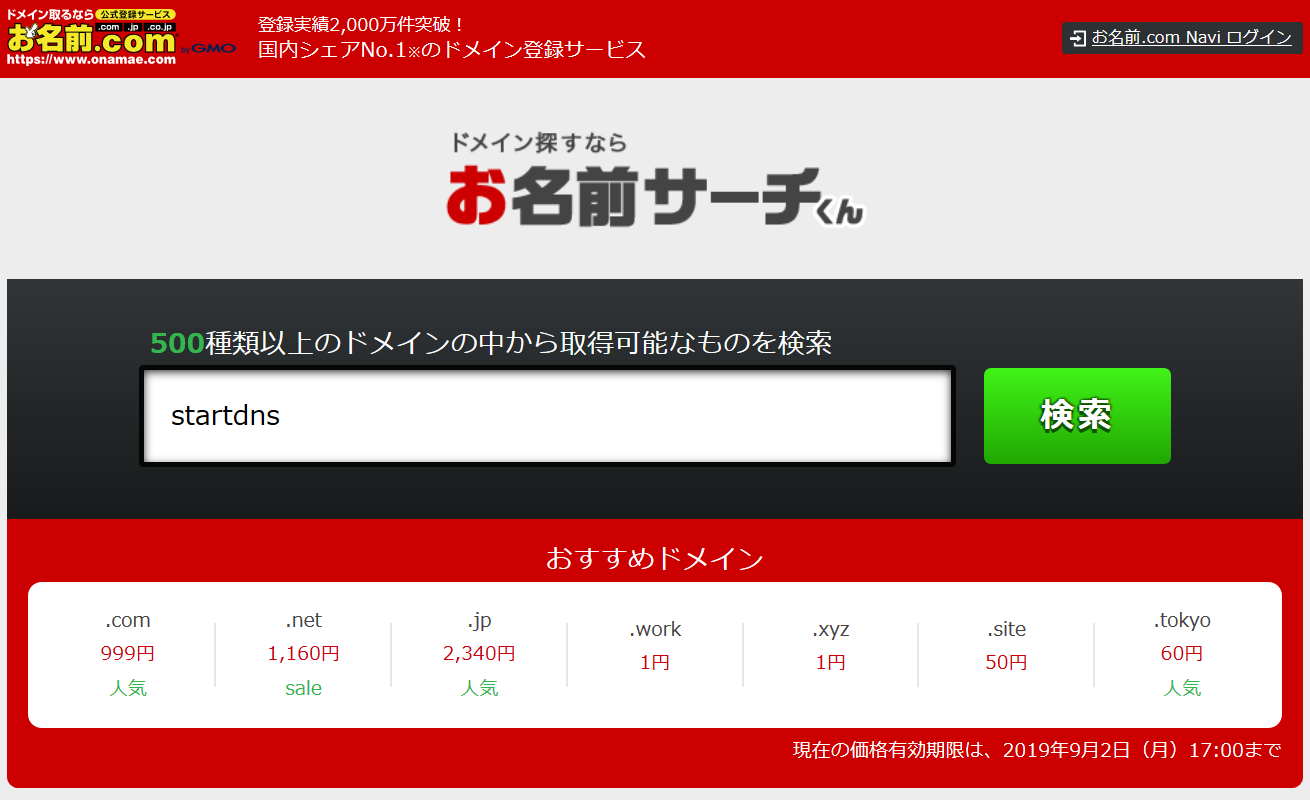 ドメイン取るなら 公式登録サービス
.com .jp .co.jp
お名前.com by GMO
https://www.onamae.com
登録実績2,000万件突破！
国内シェアNo.1※のドメイン登録サービス
お名前.com Navi ログイン
ドメイン探すなら
お名前サーチくん
500種類以上のドメインの中から取得可能なものを検索
startdns
検索
おすすめドメイン
.com
999円
人気
.net
1,160円
sale
.jp
2,340円
人気
.work
1円
.xyz
1円
.site
50円
.tokyo
60円
人気
現在の価格有効期限は、2019年9月2日（月）17:00まで